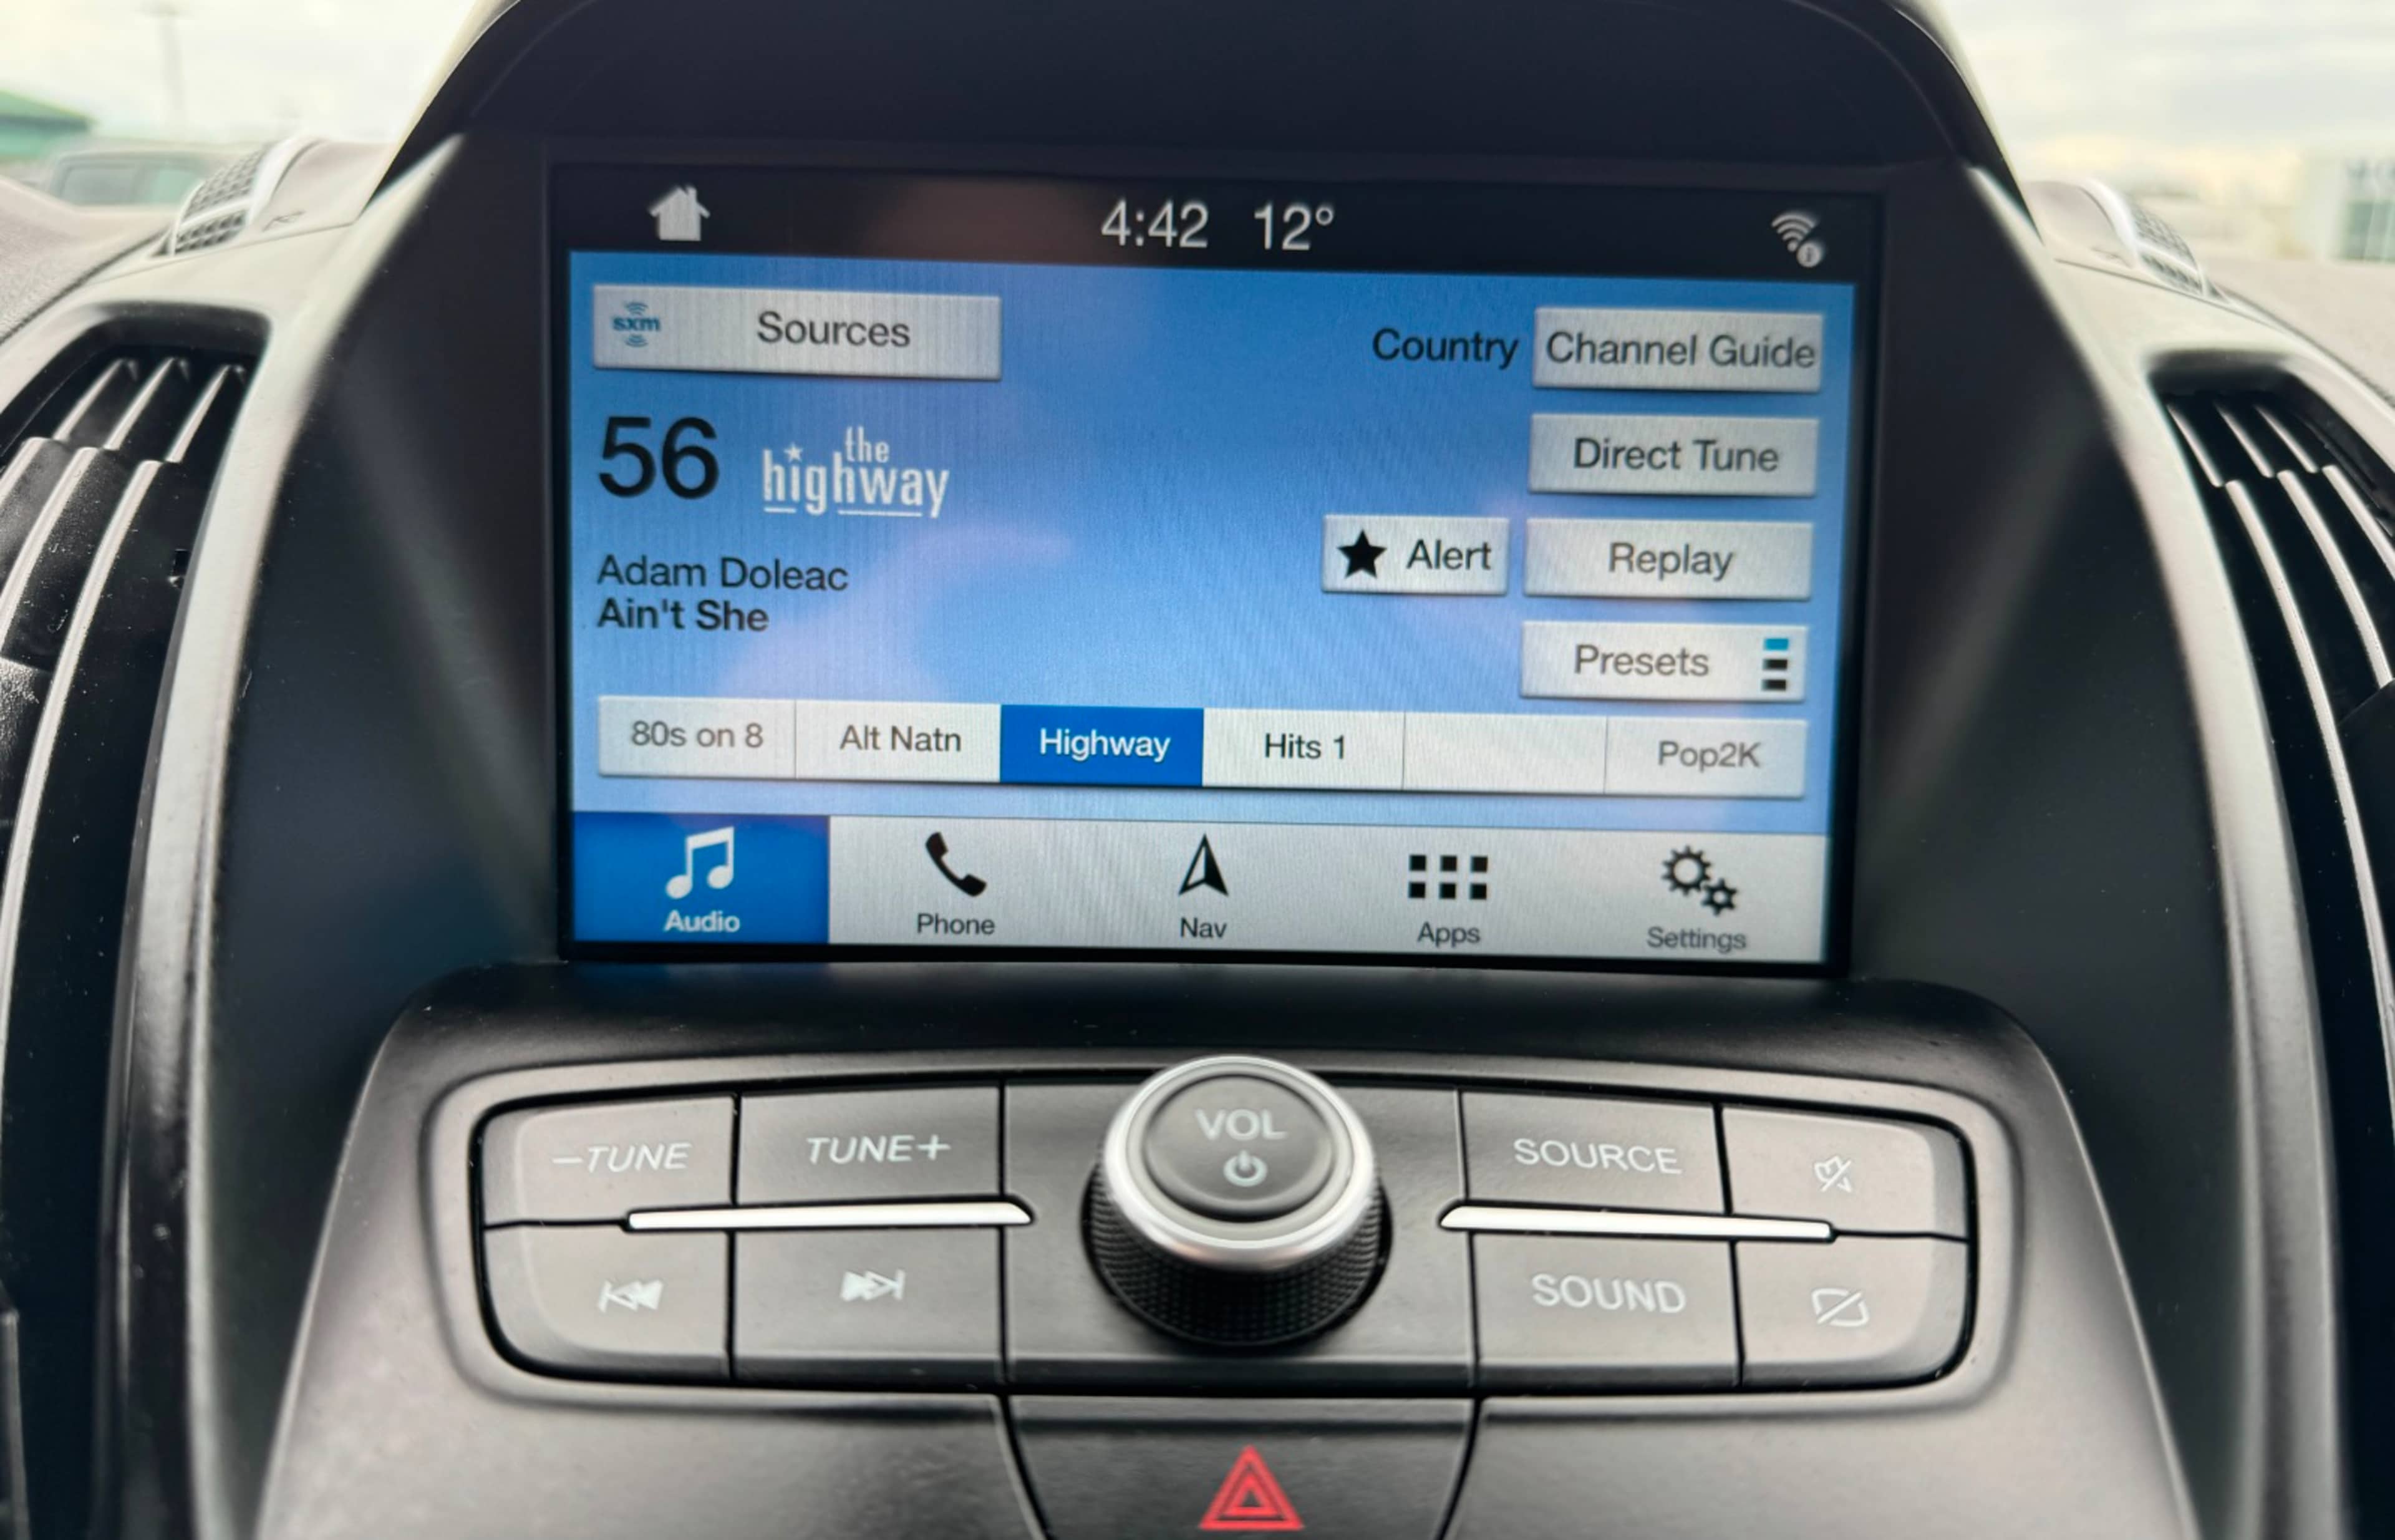 4:42 12°
sxm Sources
Country Channel Guide
56 the highway
Direct Tune
Alert Replay
Adam Doleac
Ain't She
Presets
80s on 8 Alt Natn Highway Hits 1 Pop2K
Audio Phone Nav Apps Settings
–TUNE TUNE+ VOL SOURCE
SOUND